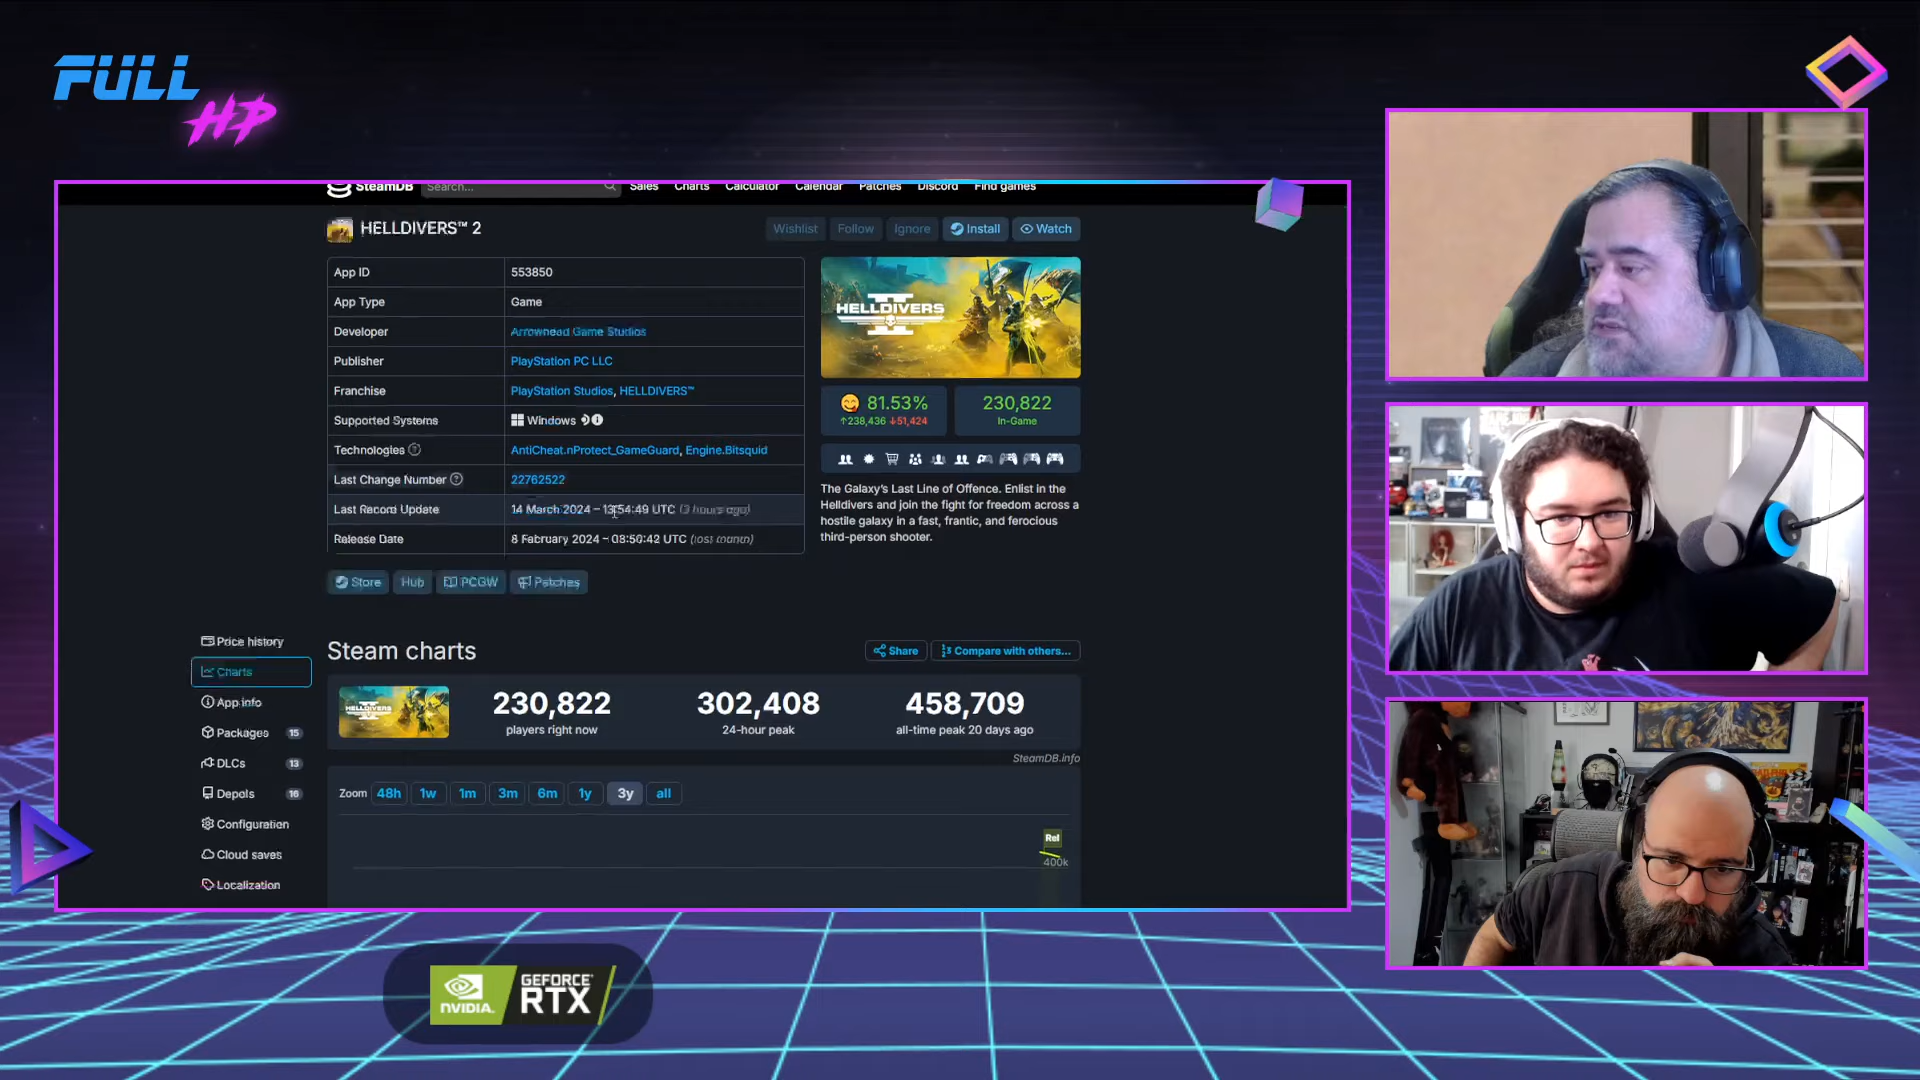 FULL
HP
SteamDB Search... Sales Charts Calculator Calendar Patches Discord Find games
HELLDIVERS™ 2
Wishlist Follow Ignore Install Watch
App ID 553850
App Type Game
Developer Arrowhead Game Studios
Publisher PlayStation PC LLC
Franchise PlayStation Studios, HELLDIVERS™
Supported Systems Windows
Technologies AntiCheat.nProtect_GameGuard, Engine.Bitsquid
Last Change Number 22762522
Last Record Update 14 March 2024 – 13:54:49 UTC (3 hours ago)
Release Date 8 February 2024 – 08:50:42 UTC (last month)
HELLDIVERS
II
81.53%
↑238,436 ↓51,424
230,822
In-Game
The Galaxy's Last Line of Offence. Enlist in the
Helldivers and join the fight for freedom across a
hostile galaxy in a fast, frantic, and ferocious
third-person shooter.
Store Hub PCGW Patches
Price history
Charts
App info
Packages 15
DLCs 13
Depots 16
Configuration
Cloud saves
Localization
Steam charts
Share Compare with others...
HELLDIVERS
230,822
players right now
302,408
24-hour peak
458,709
all-time peak 20 days ago
SteamDB.info
Zoom 48h 1w 1m 3m 6m 1y 3y all
Rel
400k
NVIDIA.
GEFORCE
RTX